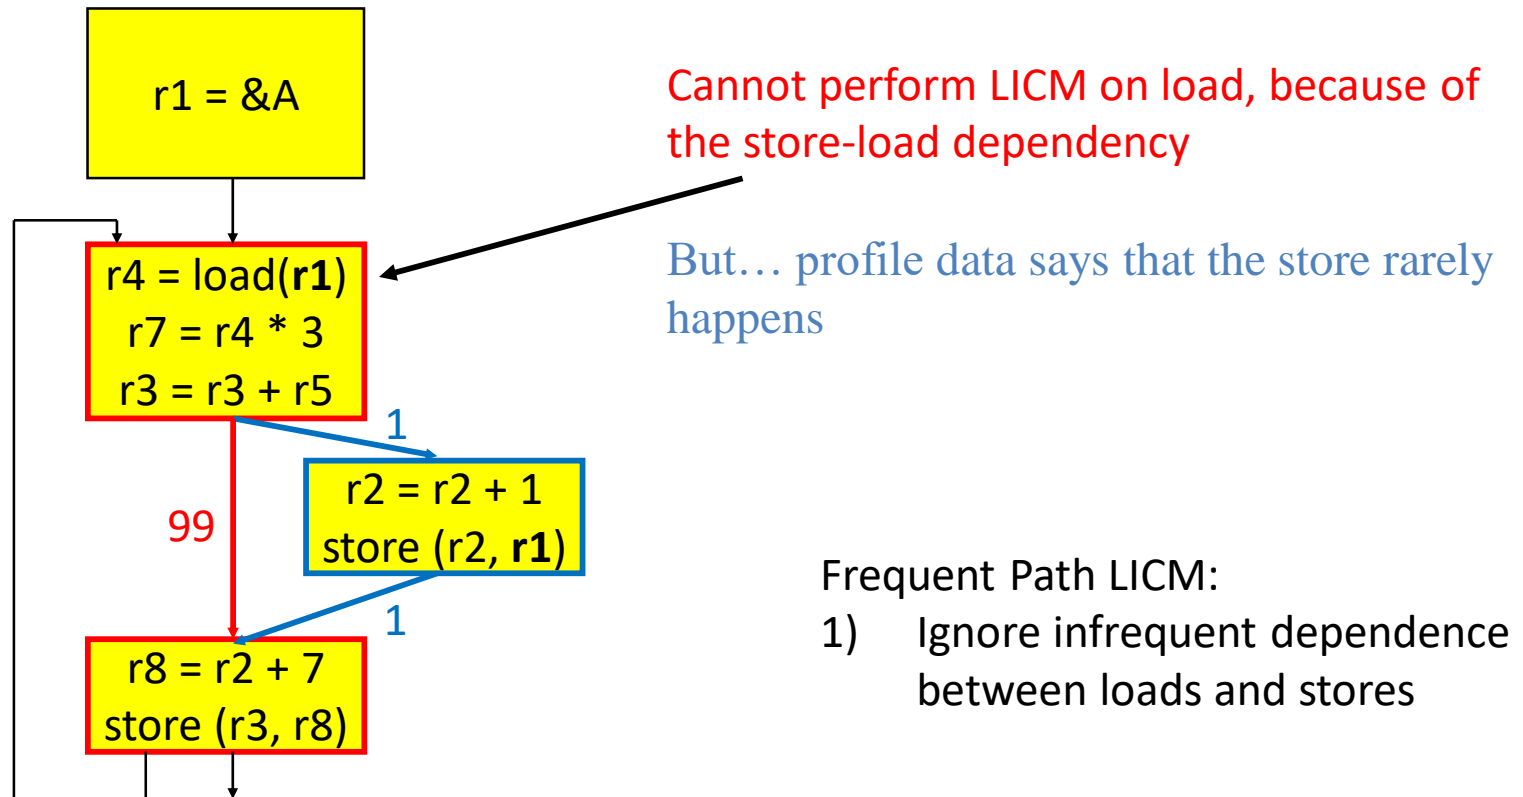 r1 = &A
Cannot perform LICM on load, because of
the store-load dependency
But… profile data says that the store rarely
happens
r4 = load(r1)
r7 = r4 * 3
r3 = r3 + r5
1
r2 = r2 + 1
store (r2, r1)
99
1
r8 = r2 + 7
store (r3, r8)
Frequent Path LICM:
1) Ignore infrequent dependence
between loads and stores